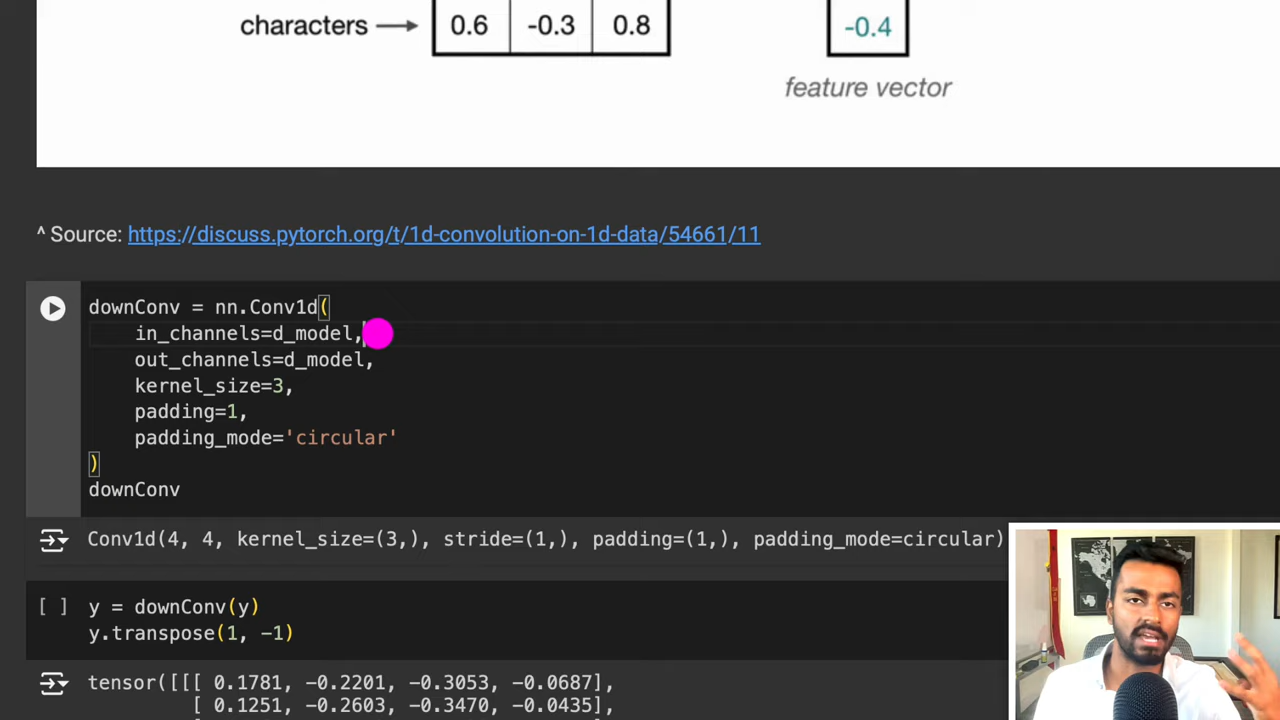 characters → 0.6 -0.3 0.8 -0.4
feature vector
^ Source: https://discuss.pytorch.org/t/1d-convolution-on-1d-data/54661/11
downConv = nn.Conv1d(
in_channels=d_model,
out_channels=d_model,
kernel_size=3,
padding=1,
padding_mode='circular'
)
downConv
Conv1d(4, 4, kernel_size=(3,), stride=(1,), padding=(1,), padding_mode=circular)
[ ] y = downConv(y)
y.transpose(1, -1)
tensor([[[ 0.1781, -0.2201, -0.3053, -0.0687],
[ 0.1251, -0.2603, -0.3470, -0.0435],